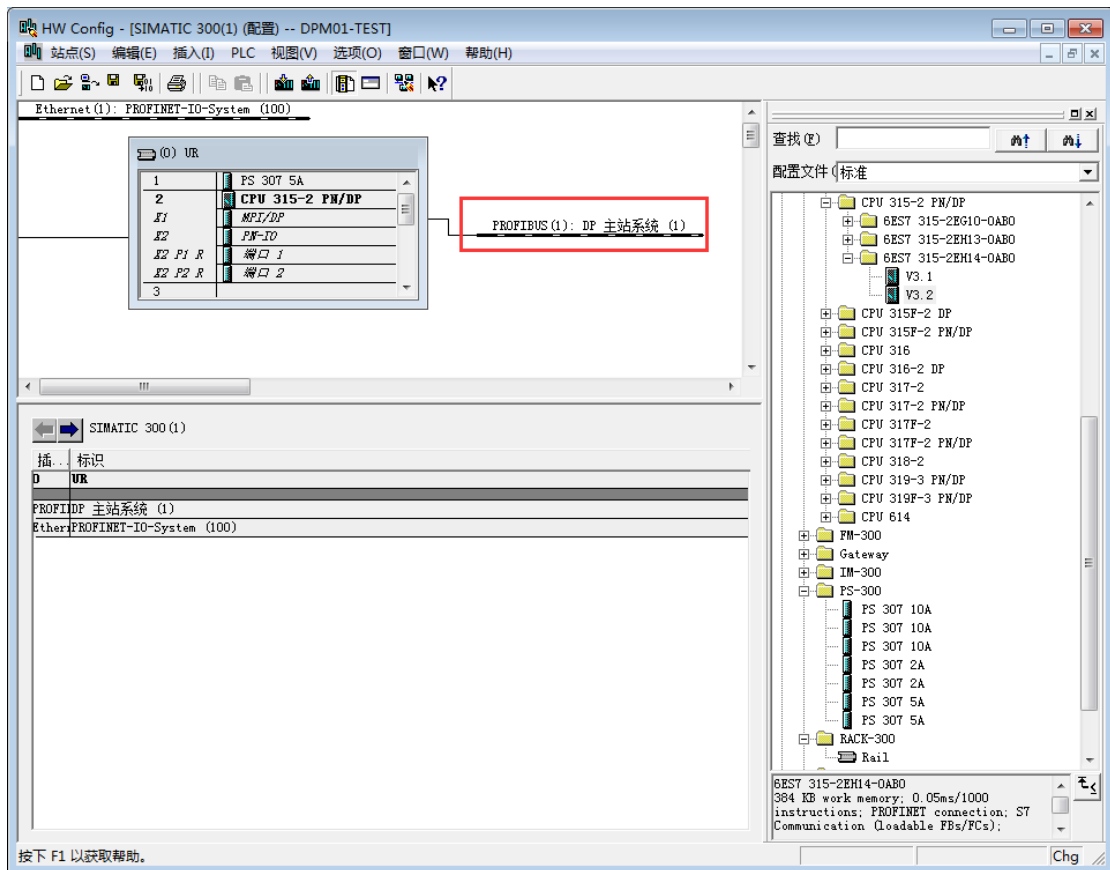 HW Config - [SIMATIC 300(1) (配置) -- DPM01-TEST]
站点(S) 编辑(E) 插入(I) PLC 视图(V) 选项(O) 窗口(W) 帮助(H)
Ethernet(1): PROFINET-IO-System (100)
(0) UR
1 PS 307 5A
2 CPU 315-2 PN/DP
X1 MPI/DP
X2 PN-IO
X2 P1 R 端口 1
X2 P2 R 端口 2
3
PROFIBUS(1): DP 主站系统 (1)
SIMATIC 300(1)
插... 标识
0 UR
PROFI DP 主站系统 (1)
Ether PROFINET-IO-System (100)
查找(F)
配置文件( 标准
CPU 315-2 PN/DP
6ES7 315-2EG10-0AB0
6ES7 315-2EH13-0AB0
6ES7 315-2EH14-0AB0
V3.1
V3.2
CPU 315F-2 DP
CPU 315F-2 PN/DP
CPU 316
CPU 316-2 DP
CPU 317-2
CPU 317-2 PN/DP
CPU 317F-2
CPU 317F-2 PN/DP
CPU 318-2
CPU 319-3 PN/DP
CPU 319F-3 PN/DP
CPU 614
FM-300
Gateway
IM-300
PS-300
PS 307 10A
PS 307 10A
PS 307 10A
PS 307 2A
PS 307 2A
PS 307 5A
PS 307 5A
RACK-300
Rail
6ES7 315-2EH14-0AB0
384 KB work memory; 0.05ms/1000
instructions; PROFINET connection; S7
Communication (loadable FBs/FCs);
按下 F1 以获取帮助。
Chg